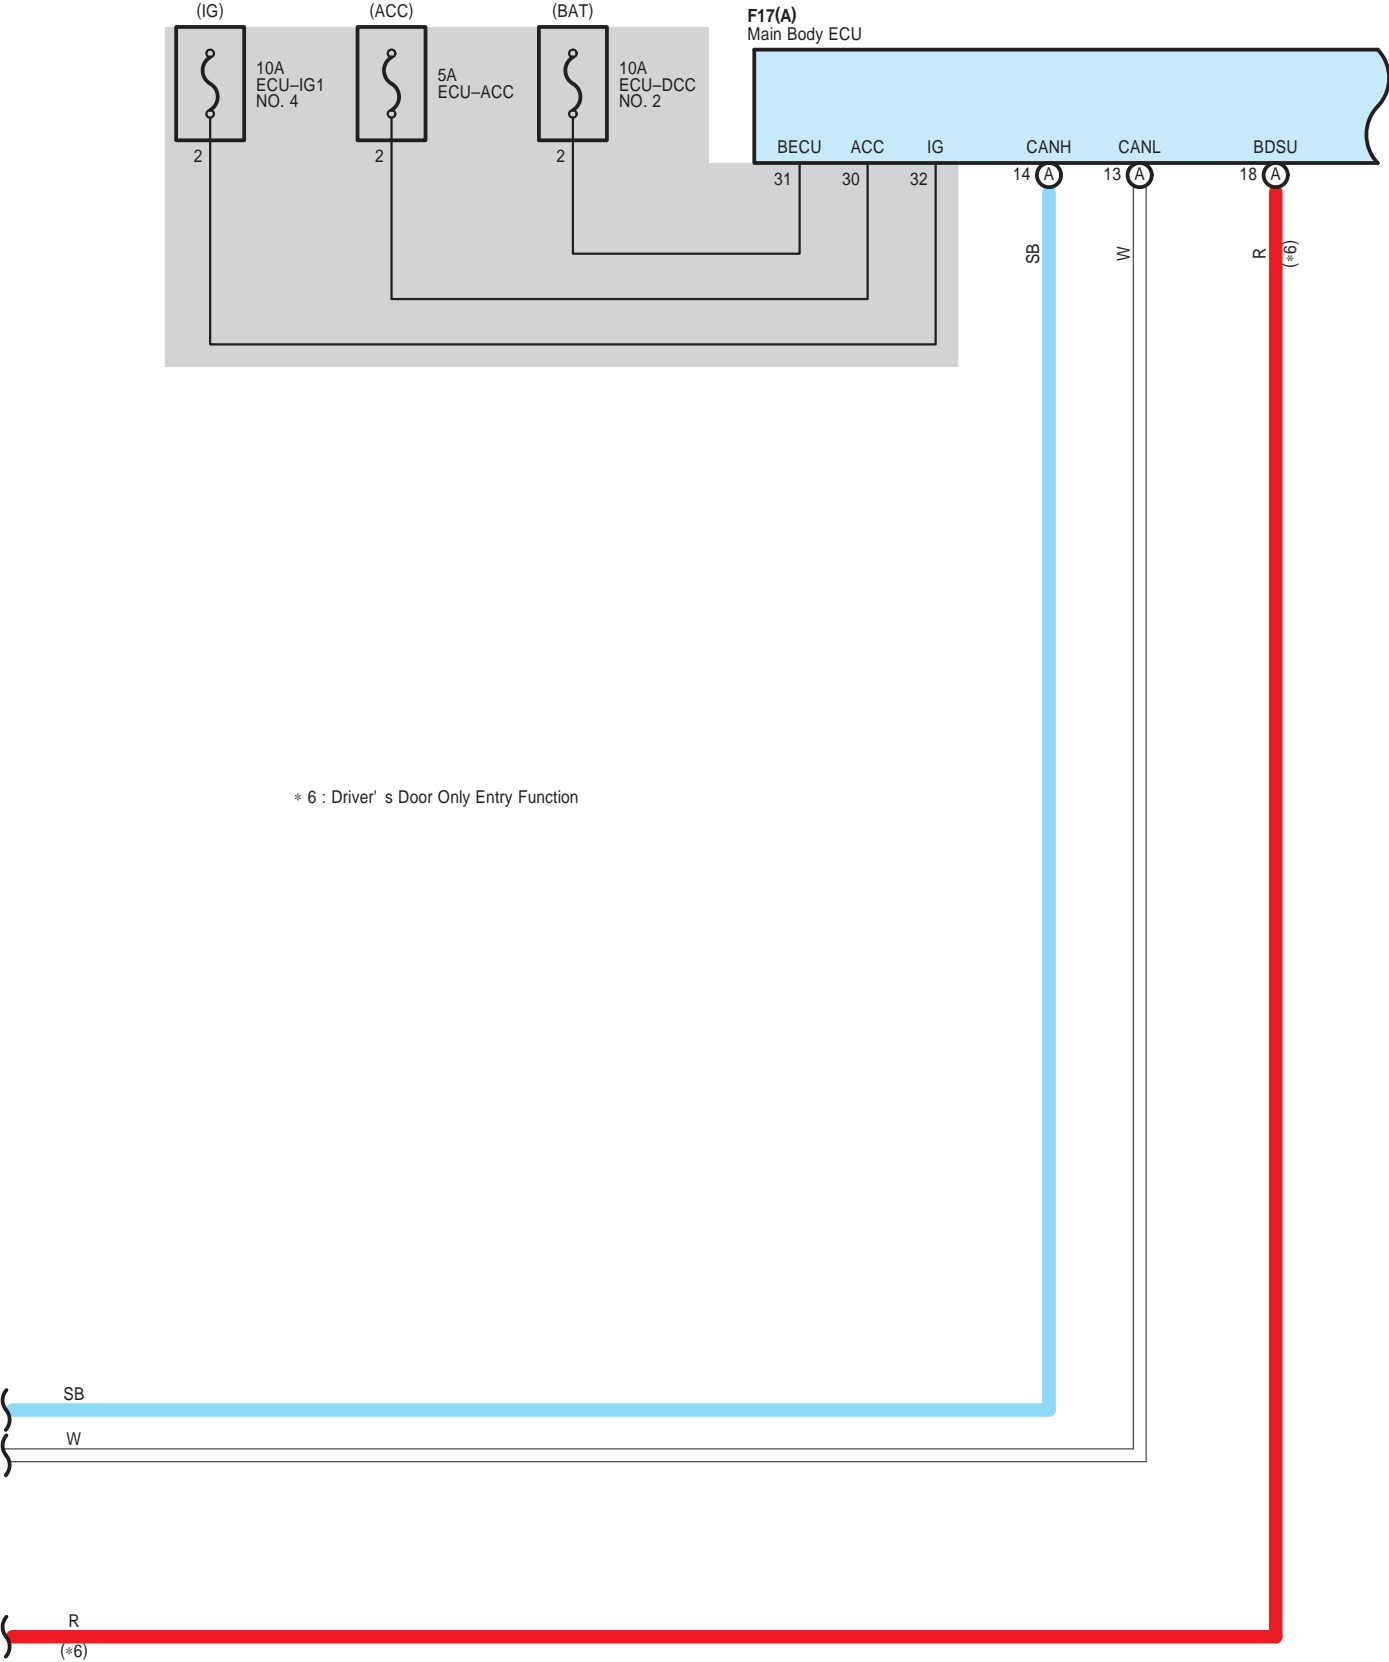 (IG)
(ACC)
(BAT)
F17(A)
Main Body ECU
10A
ECU–IG1
NO. 4
5A
ECU–ACC
10A
ECU–DCC
NO. 2
2
2
2
BECU
ACC
IG
CANH
CANL
BDSU
31
30
32
14 A
13 A
18 A
SB
W
R
(*6)
* 6 : Driver' s Door Only Entry Function
SB
W
R
(*6)